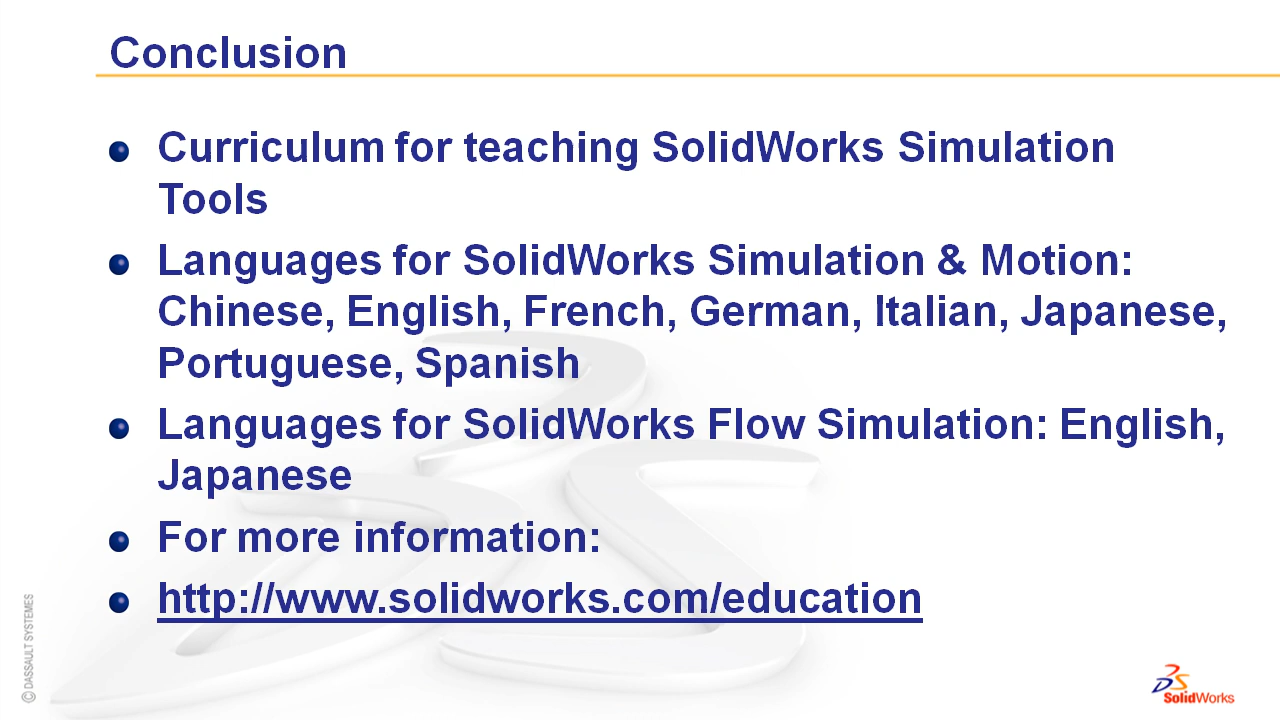 Conclusion
Curriculum for teaching SolidWorks Simulation
Tools
Languages for SolidWorks Simulation & Motion:
Chinese, English, French, German, Italian, Japanese,
Portuguese, Spanish
Languages for SolidWorks Flow Simulation: English,
Japanese
For more information:
http://www.solidworks.com/education
© DASSAULT SYSTEMES
SolidWorks